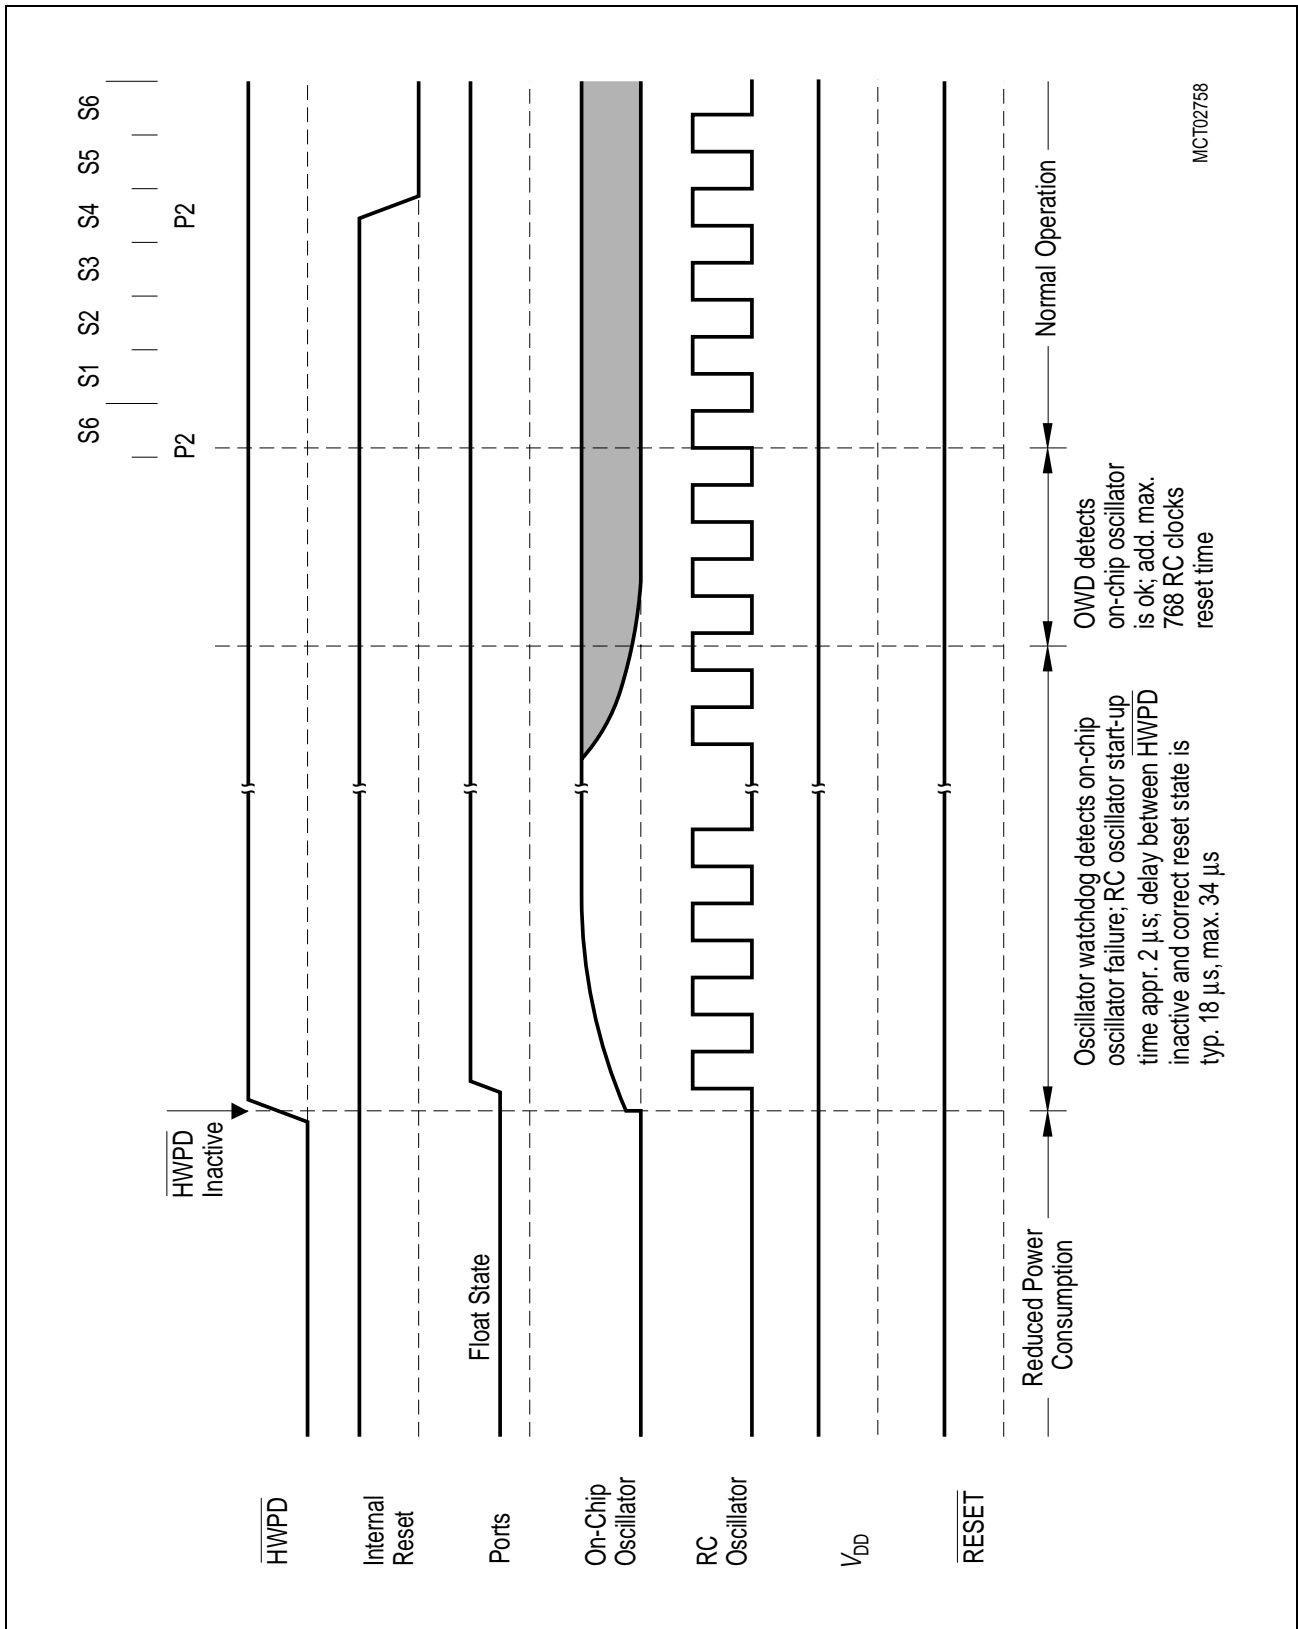 S6
S1
S2
S3
S4
S5
S6
P2
P2
HWPD
Inactive
HWPD
Internal
Reset
Ports
Float State
On-Chip
Oscillator
RC
Oscillator
VDD
RESET
Reduced Power
Consumption
Oscillator watchdog detects on-chip
oscillator failure; RC oscillator start-up
time appr. 2 µs; delay between HWPD
inactive and correct reset state is
typ. 18 µs, max. 34 µs
OWD detects
on-chip oscillator
is ok; add. max.
768 RC clocks
reset time
Normal Operation
MCT02758